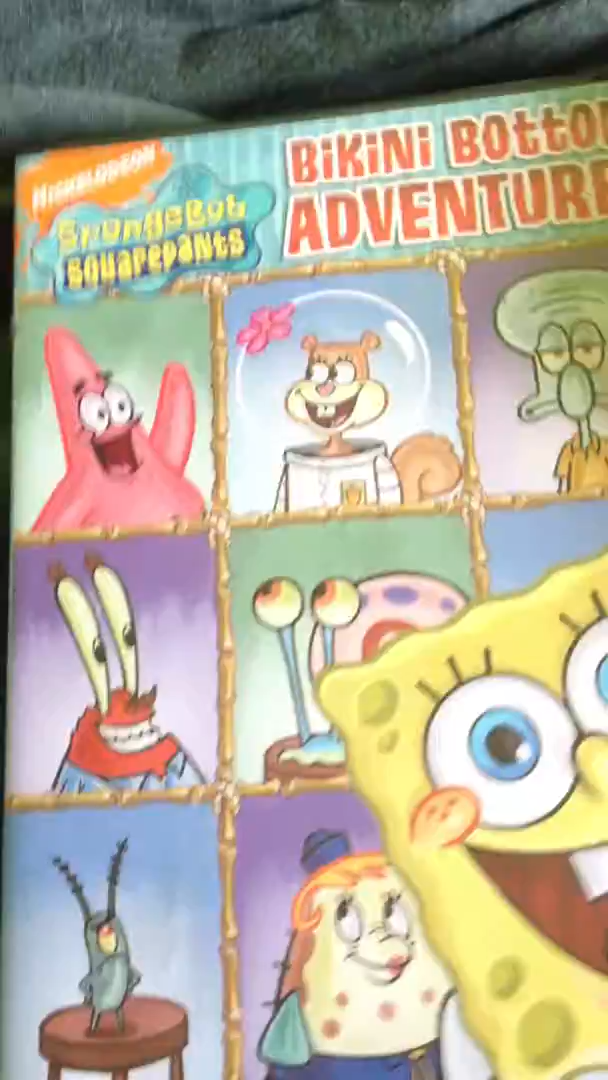 NICKELODEON
SpongeBob
SQUAREPANTS
BiKiNi BOttO
ADVENTURE